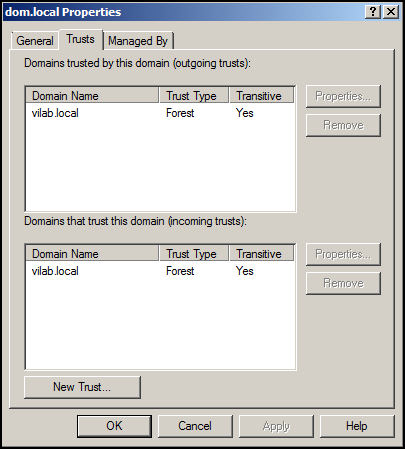 dom.local Properties
General Trusts Managed By
Domains trusted by this domain (outgoing trusts):
Domain Name Trust Type Transitive
vilab.local Forest Yes
Properties...
Remove
Domains that trust this domain (incoming trusts):
Domain Name Trust Type Transitive
vilab.local Forest Yes
Properties...
Remove
New Trust...
OK Cancel Apply Help